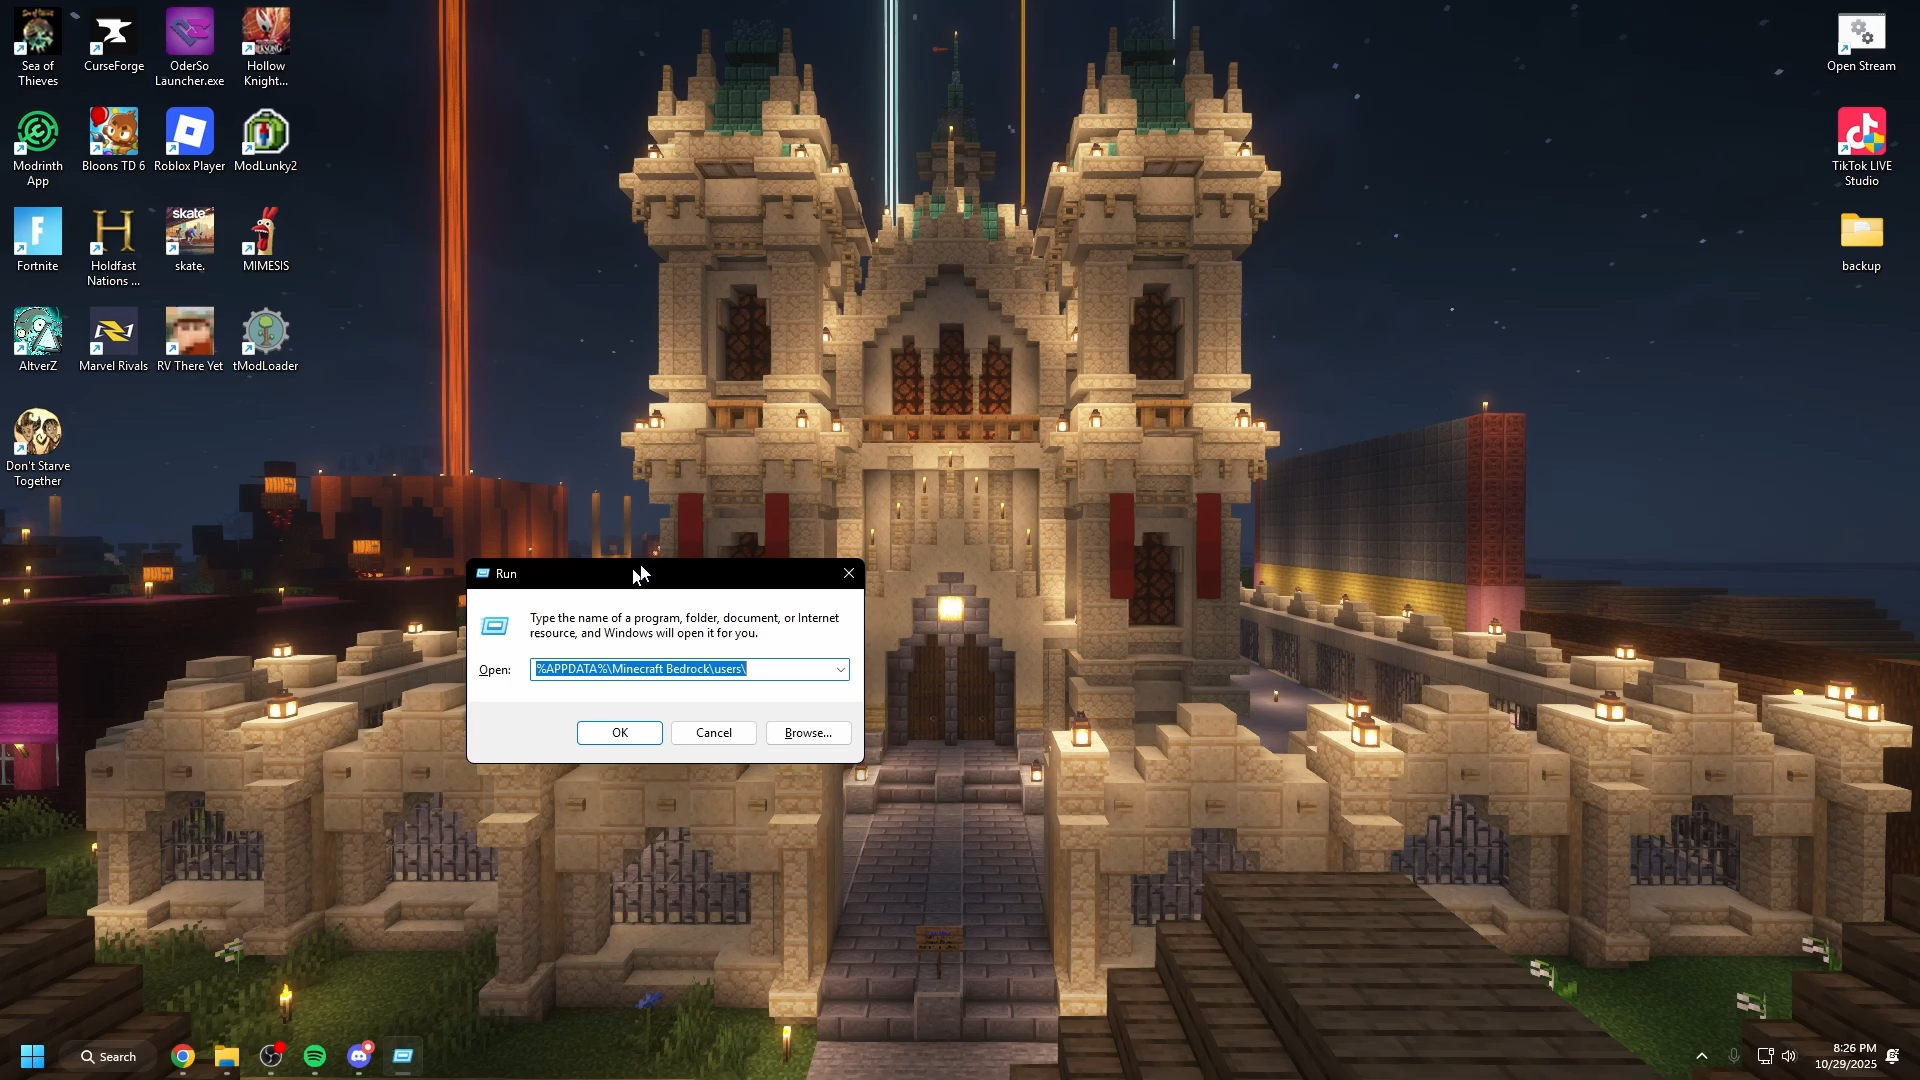 Sea of
Thieves
CurseForge
OderSo
Launcher.exe
Hollow
Knight...
Open Stream
Modrinth
App
Bloons TD 6
Roblox Player
ModLunky2
TikTok LIVE
Studio
Fortnite
Holdfast
Nations ...
skate.
skate.
MIMESIS
backup
AltverZ
Marvel Rivals
RV There Yet
tModLoader
Don't Starve
Together
Run
Type the name of a program, folder, document, or Internet
resource, and Windows will open it for you.
Open:
%APPDATA%\Minecraft Bedrock\users\
OK
Cancel
Browse...
Search
8:26 PM
10/29/2025